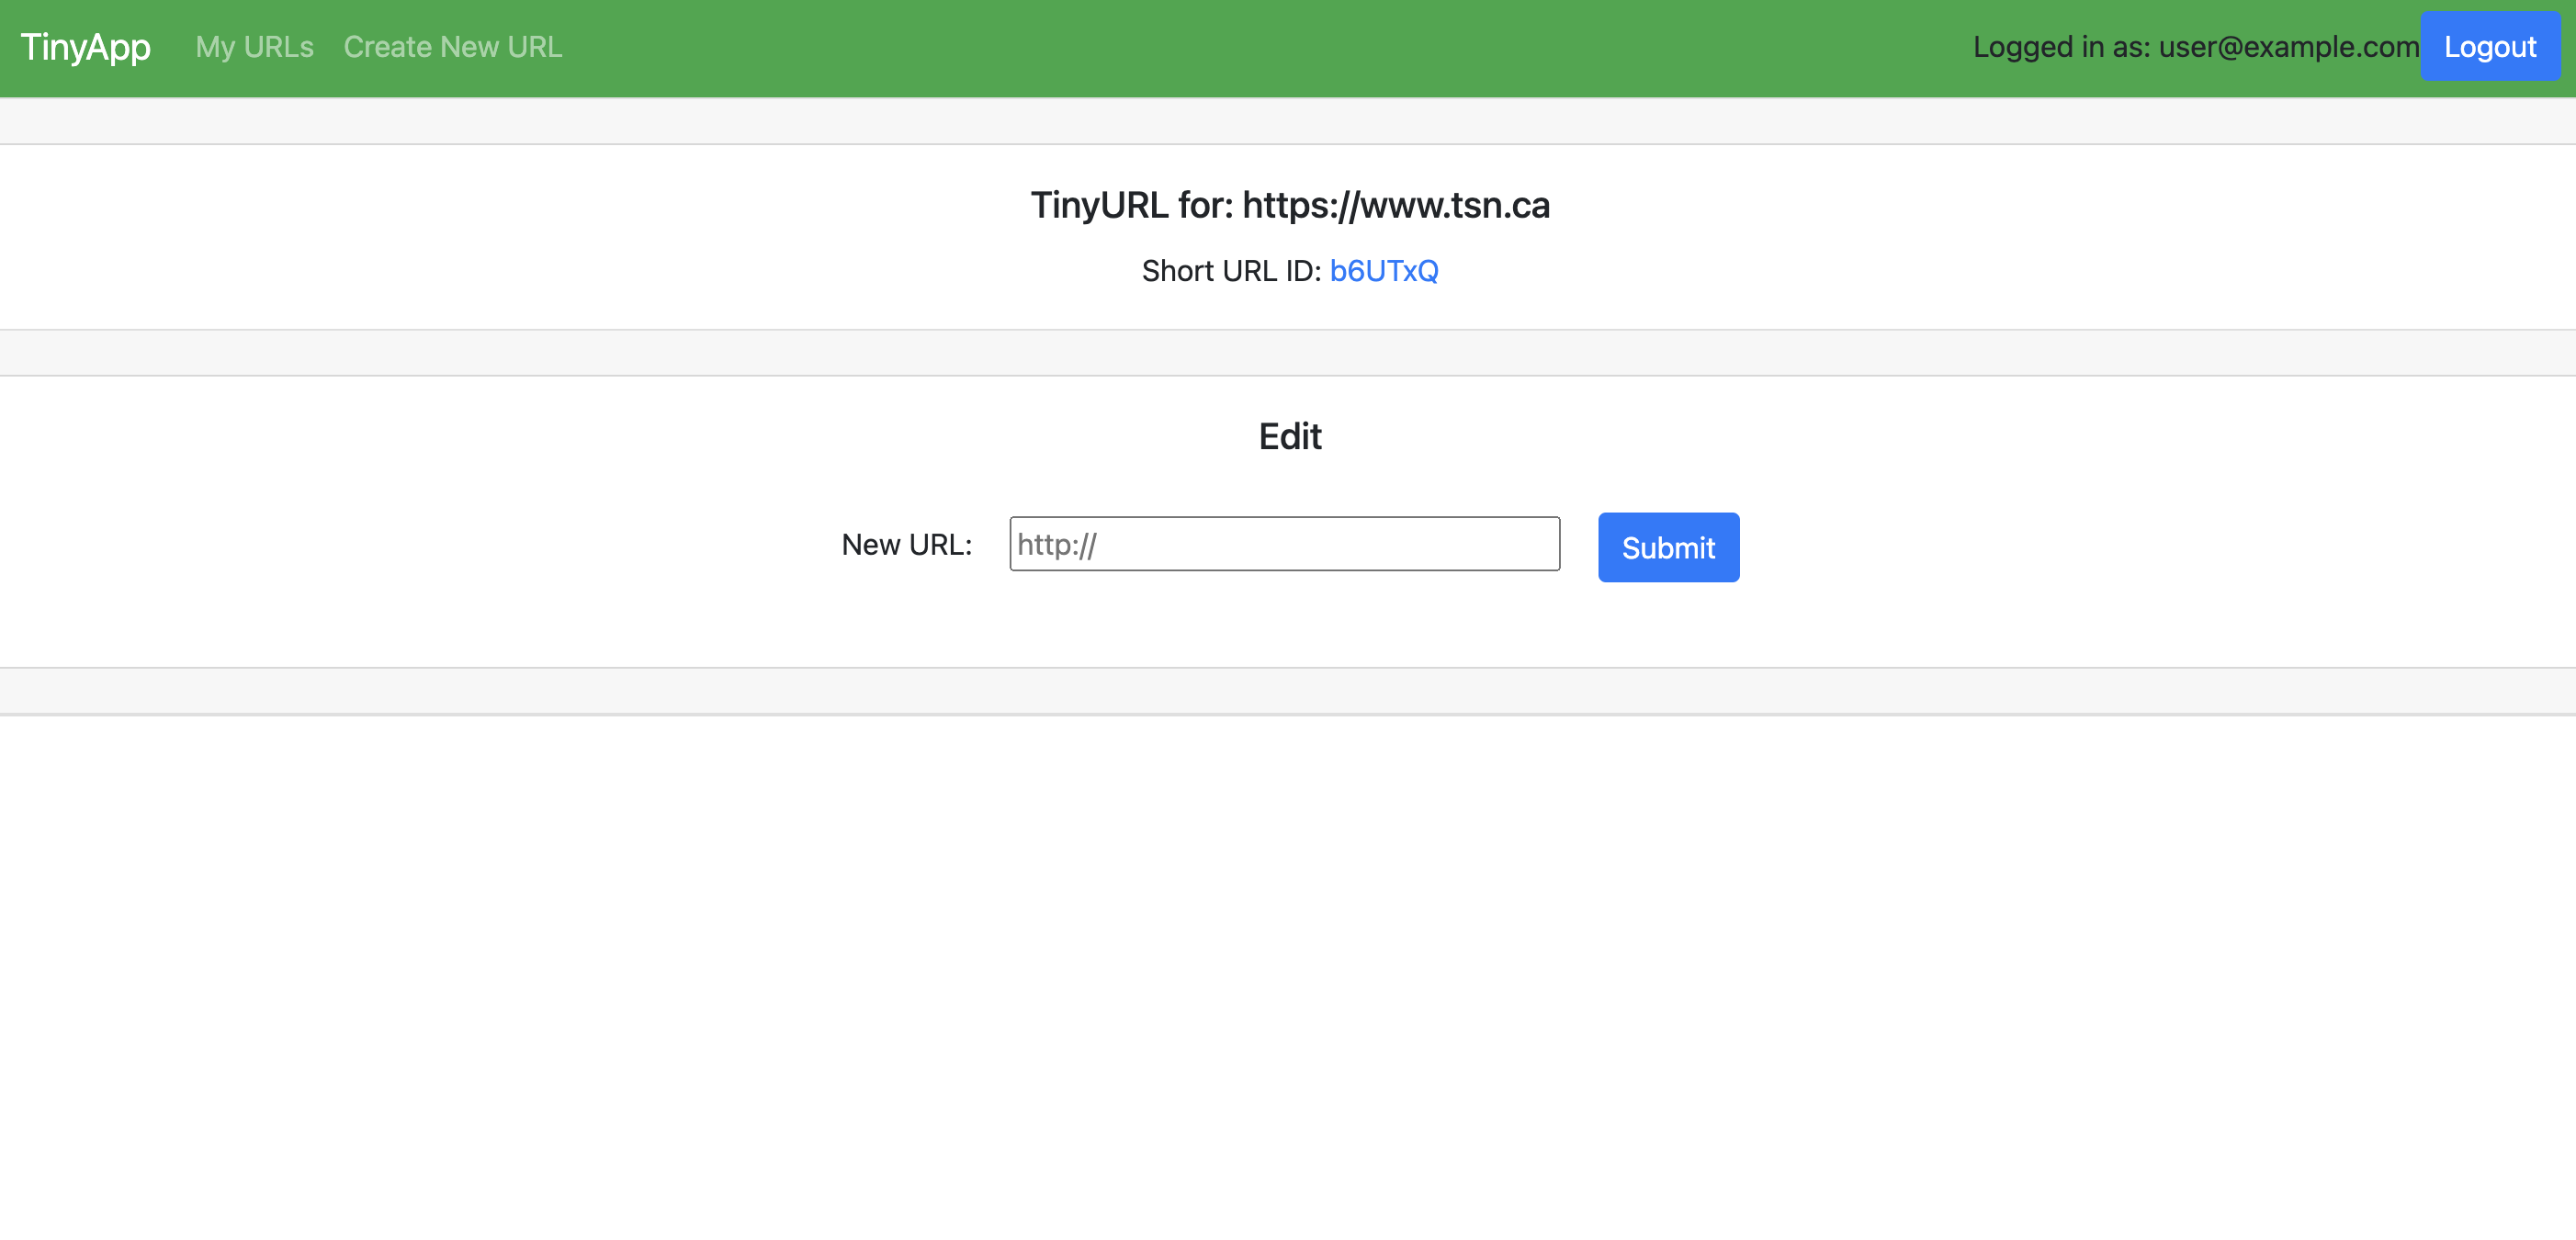 TinyApp My URLs Create New URL Logged in as: user@example.com Logout
TinyURL for: https://www.tsn.ca
Short URL ID: b6UTxQ
Edit
New URL: http:// Submit